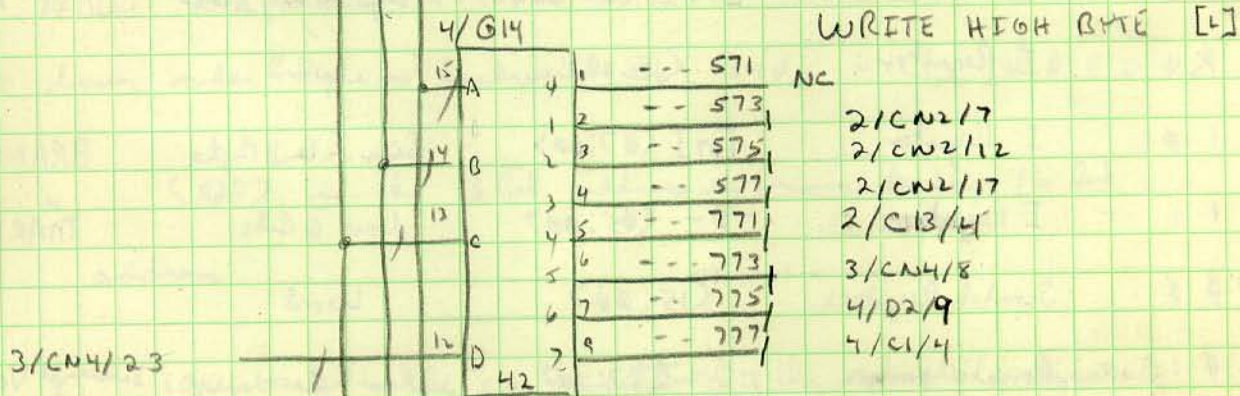 4/G14 WRITE HIGH BYTE [L]
15 A 4 1 --- 571 NC
1 2 -- 573 2/CN2/7
14 B 2 3 --- 575 2/CN2/12
3 4 -- 577 2/CN2/17
13 C 4 5 -- 771 2/C13/4
5 6 --- 773 3/CN4/8
6 7 -- 775 4/D2/9
3/CN4/23 12 D 7 9 -- 777 4/C1/4
42